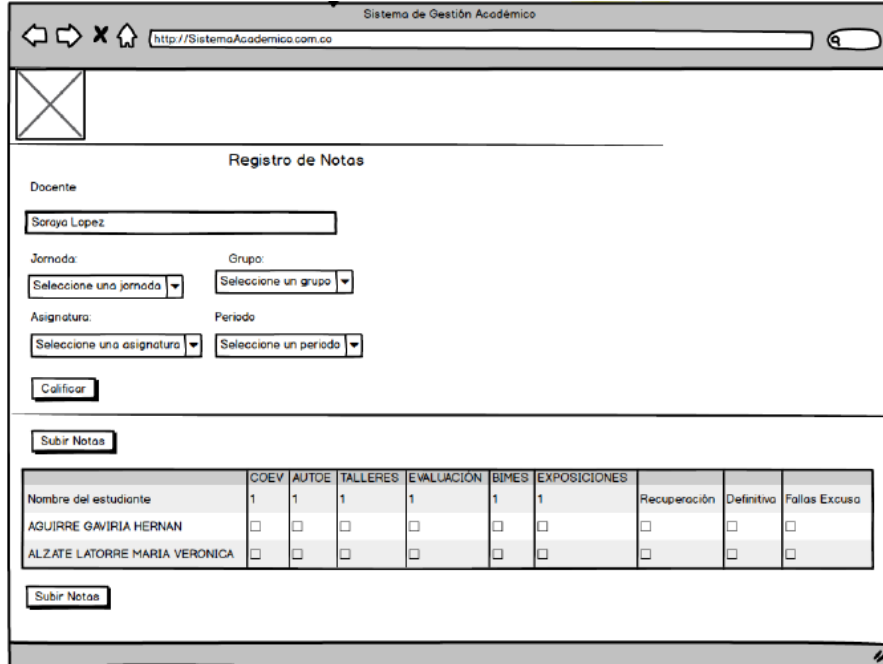 Sistema de Gestión Académico
http://SistemaAcademico.com.co
Registro de Notas
Docente
Soraya Lopez
Jornada: Grupo:
Seleccione una jornada Seleccione un grupo
Asignatura: Periodo
Seleccione una asignatura Seleccione un periodo
Calificar
Subir Notas
COEV AUTOE TALLERES EVALUACIÓN BIMES EXPOSICIONES
Nombre del estudiante 1 1 1 1 1 1 Recuperación Definitiva Fallas Excusa
AGUIRRE GAVIRIA HERNAN
ALZATE LATORRE MARIA VERONICA
Subir Notas